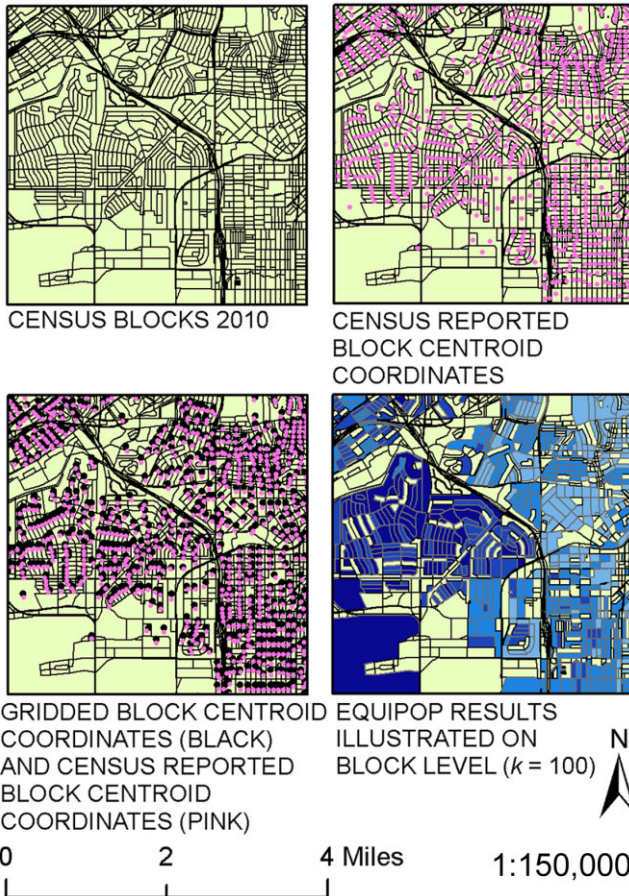 CENSUS BLOCKS 2010
CENSUS REPORTED
BLOCK CENTROID
COORDINATES
GRIDDED BLOCK CENTROID
COORDINATES (BLACK)
AND CENSUS REPORTED
BLOCK CENTROID
COORDINATES (PINK)
EQUIPOP RESULTS
ILLUSTRATED ON
BLOCK LEVEL (k = 100)
N
0 2 4 Miles
1:150,000